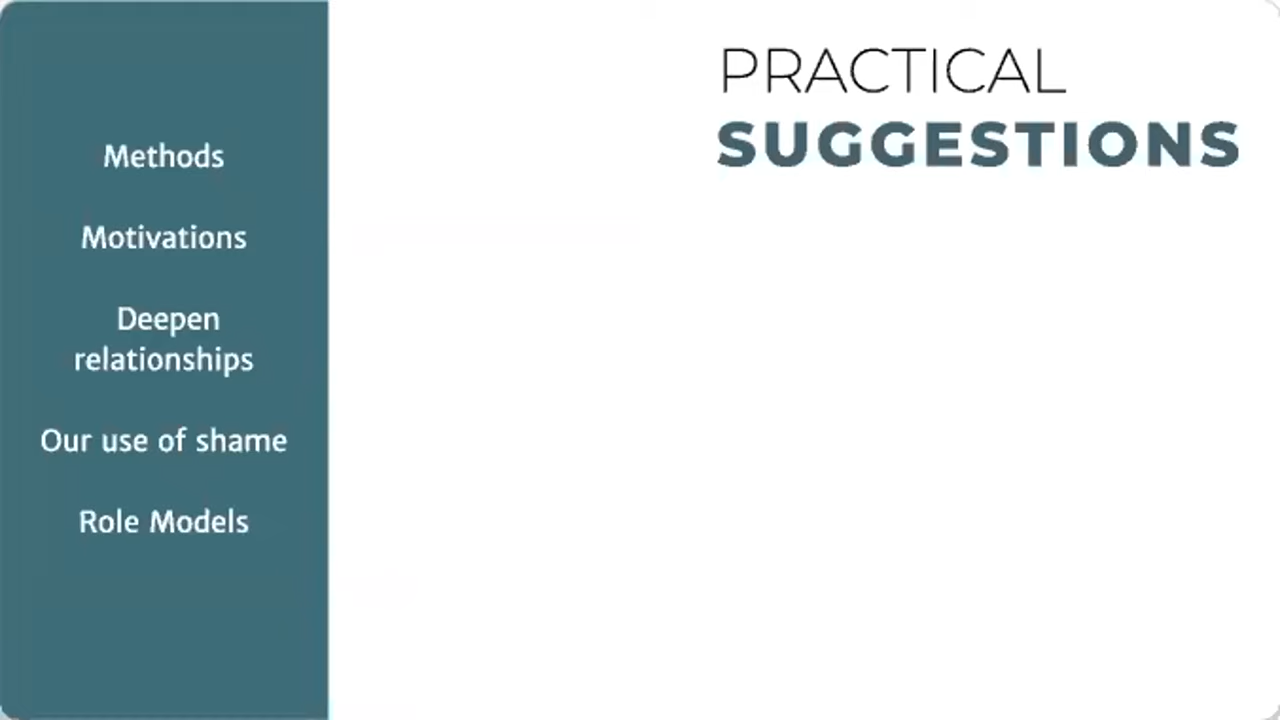 PRACTICAL
SUGGESTIONS
Methods
Motivations
Deepen
relationships
Our use of shame
Role Models